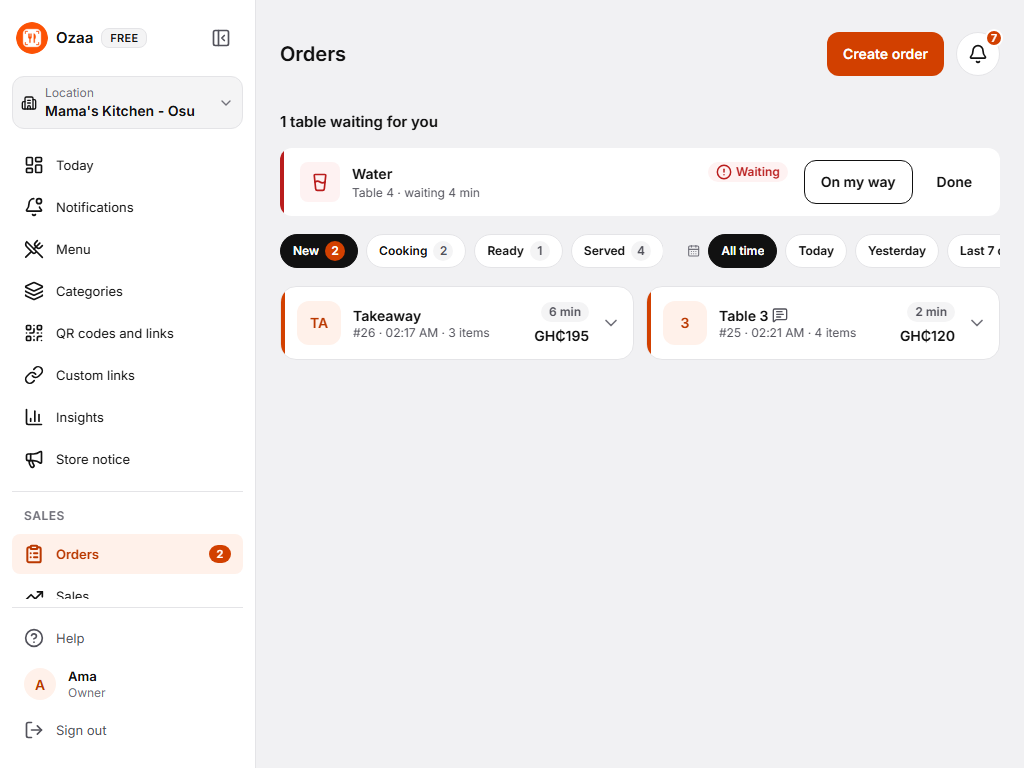 Ozaa FREE
Location
Mama's Kitchen - Osu
Today
Notifications
Menu
Categories
QR codes and links
Custom links
Insights
Store notice
SALES
Orders 2
Sales
Help
A
Ama
Owner
Sign out
Orders
Create order
7
1 table waiting for you
Water
Table 4 · waiting 4 min
Waiting
On my way
Done
New 2
Cooking 2
Ready 1
Served 4
All time
Today
Yesterday
Last 7
TA
Takeaway
#26 · 02:17 AM · 3 items
6 min
GH₵195
3
Table 3
#25 · 02:21 AM · 4 items
2 min
GH₵120